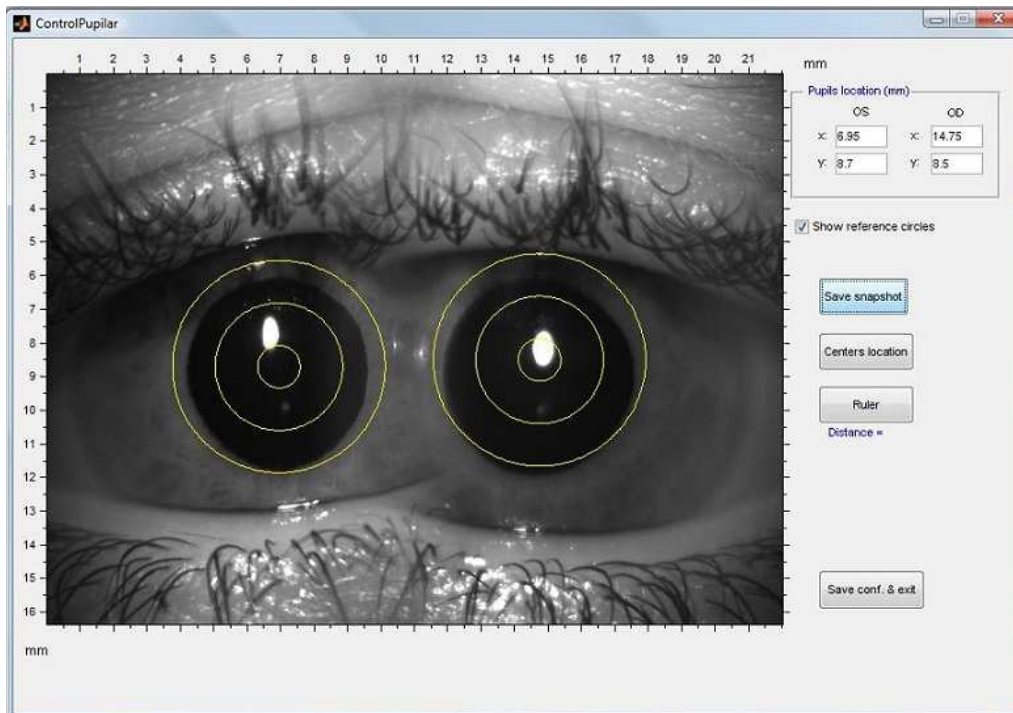 ControlPupilar
1 2 3 4 5 6 7 8 9 10 11 12 13 14 15 16 17 18 19 20 21
mm
Pupils location (mm)
OS OD
x: 6.95 x: 14.75
y: 8.7 y: 8.5
Show reference circles
Save snapshot
Centers location
Ruler
Distance =
Save conf. & exit
1
2
3
4
5
6
7
8
9
10
11
12
13
14
15
16
mm